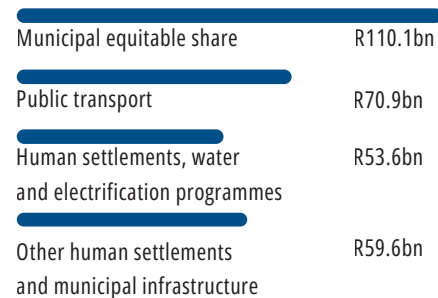 Municipal equitable share R110.1bn
Public transport R70.9bn
Human settlements, water R53.6bn
and electrification programmes
Other human settlements R59.6bn
and municipal infrastructure